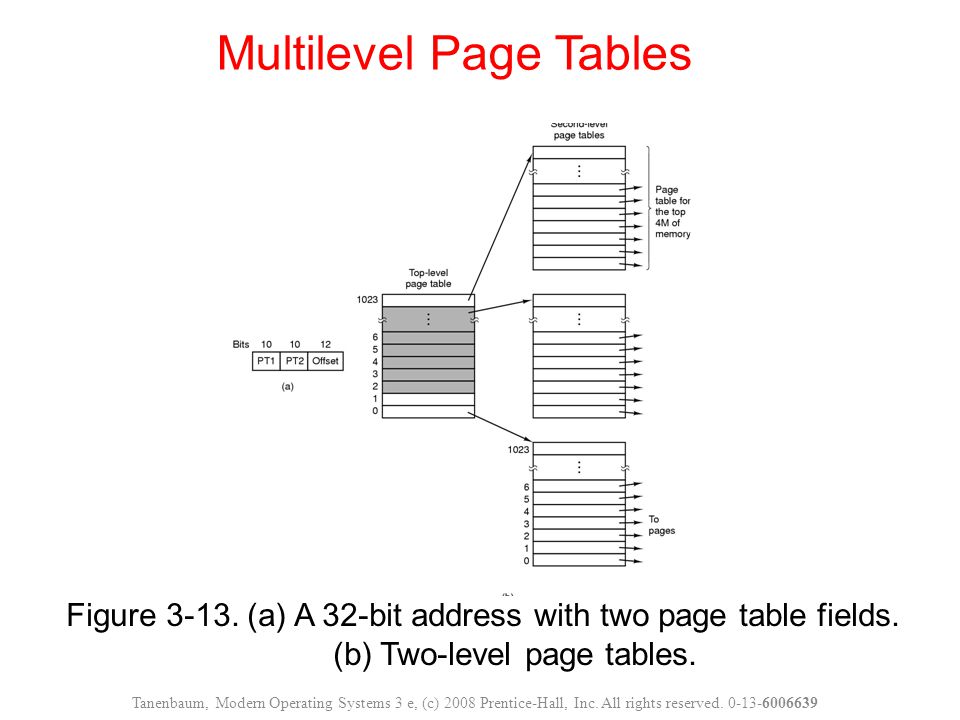 Multilevel Page Tables
Second-level
page tables
Page
table for
the top
4M of
memory
Top-level
page table
1023
6
5
4
3
2
1
0
Bits 10 10 12
PT1 PT2 Offset
(a)
1023
6
5
4
3
2
1
0
To
pages
Figure 3-13. (a) A 32-bit address with two page table fields.
(b) Two-level page tables.
Tanenbaum, Modern Operating Systems 3 e, (c) 2008 Prentice-Hall, Inc. All rights reserved. 0-13-6006639